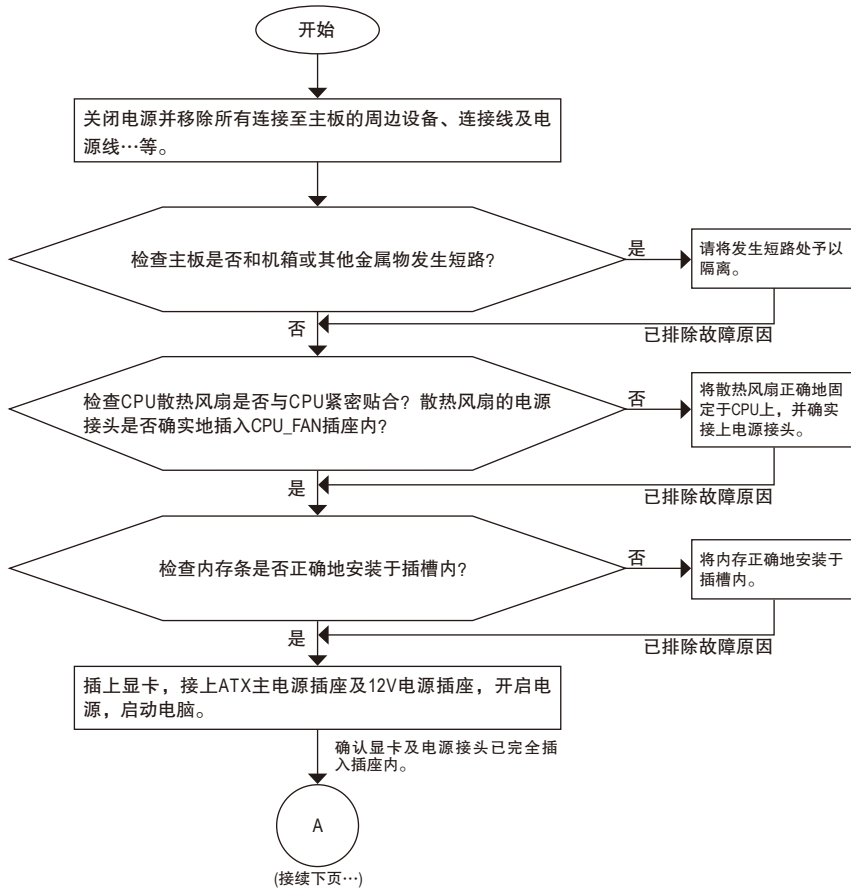 开始
关闭电源并移除所有连接至主板的周边设备、连接线及电
源线…等。
检查主板是否和机箱或其他金属物发生短路？
是
请将发生短路处予以
隔离。
否
已排除故障原因
检查CPU散热风扇是否与CPU紧密贴合？散热风扇的电源
接头是否确实地插入CPU_FAN插座内？
否
将散热风扇正确地固
定于CPU上，并确实
接上电源接头。
是
已排除故障原因
检查内存条是否正确地安装于插槽内？
否
将内存正确地安装于
插槽内。
是
已排除故障原因
插上显卡，接上ATX主电源插座及12V电源插座，开启电
源，启动电脑。
确认显卡及电源接头已完全插
入插座内。
A
(接续下页…)